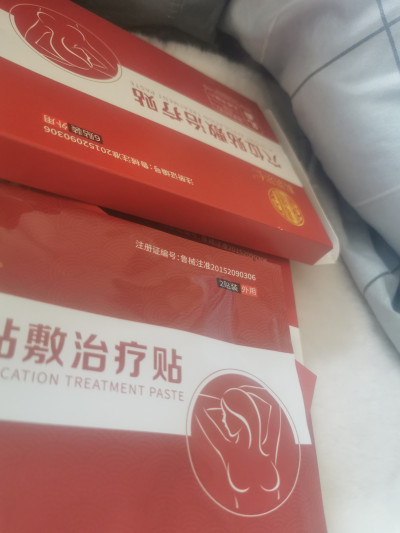 穴位贴敷治疗贴
6贴装 外用
注册证编号:鲁械注准20152090306
注册证编号:鲁械注准20152090306
2贴装 外用
贴敷治疗贴
CATION TREATMENT PASTE